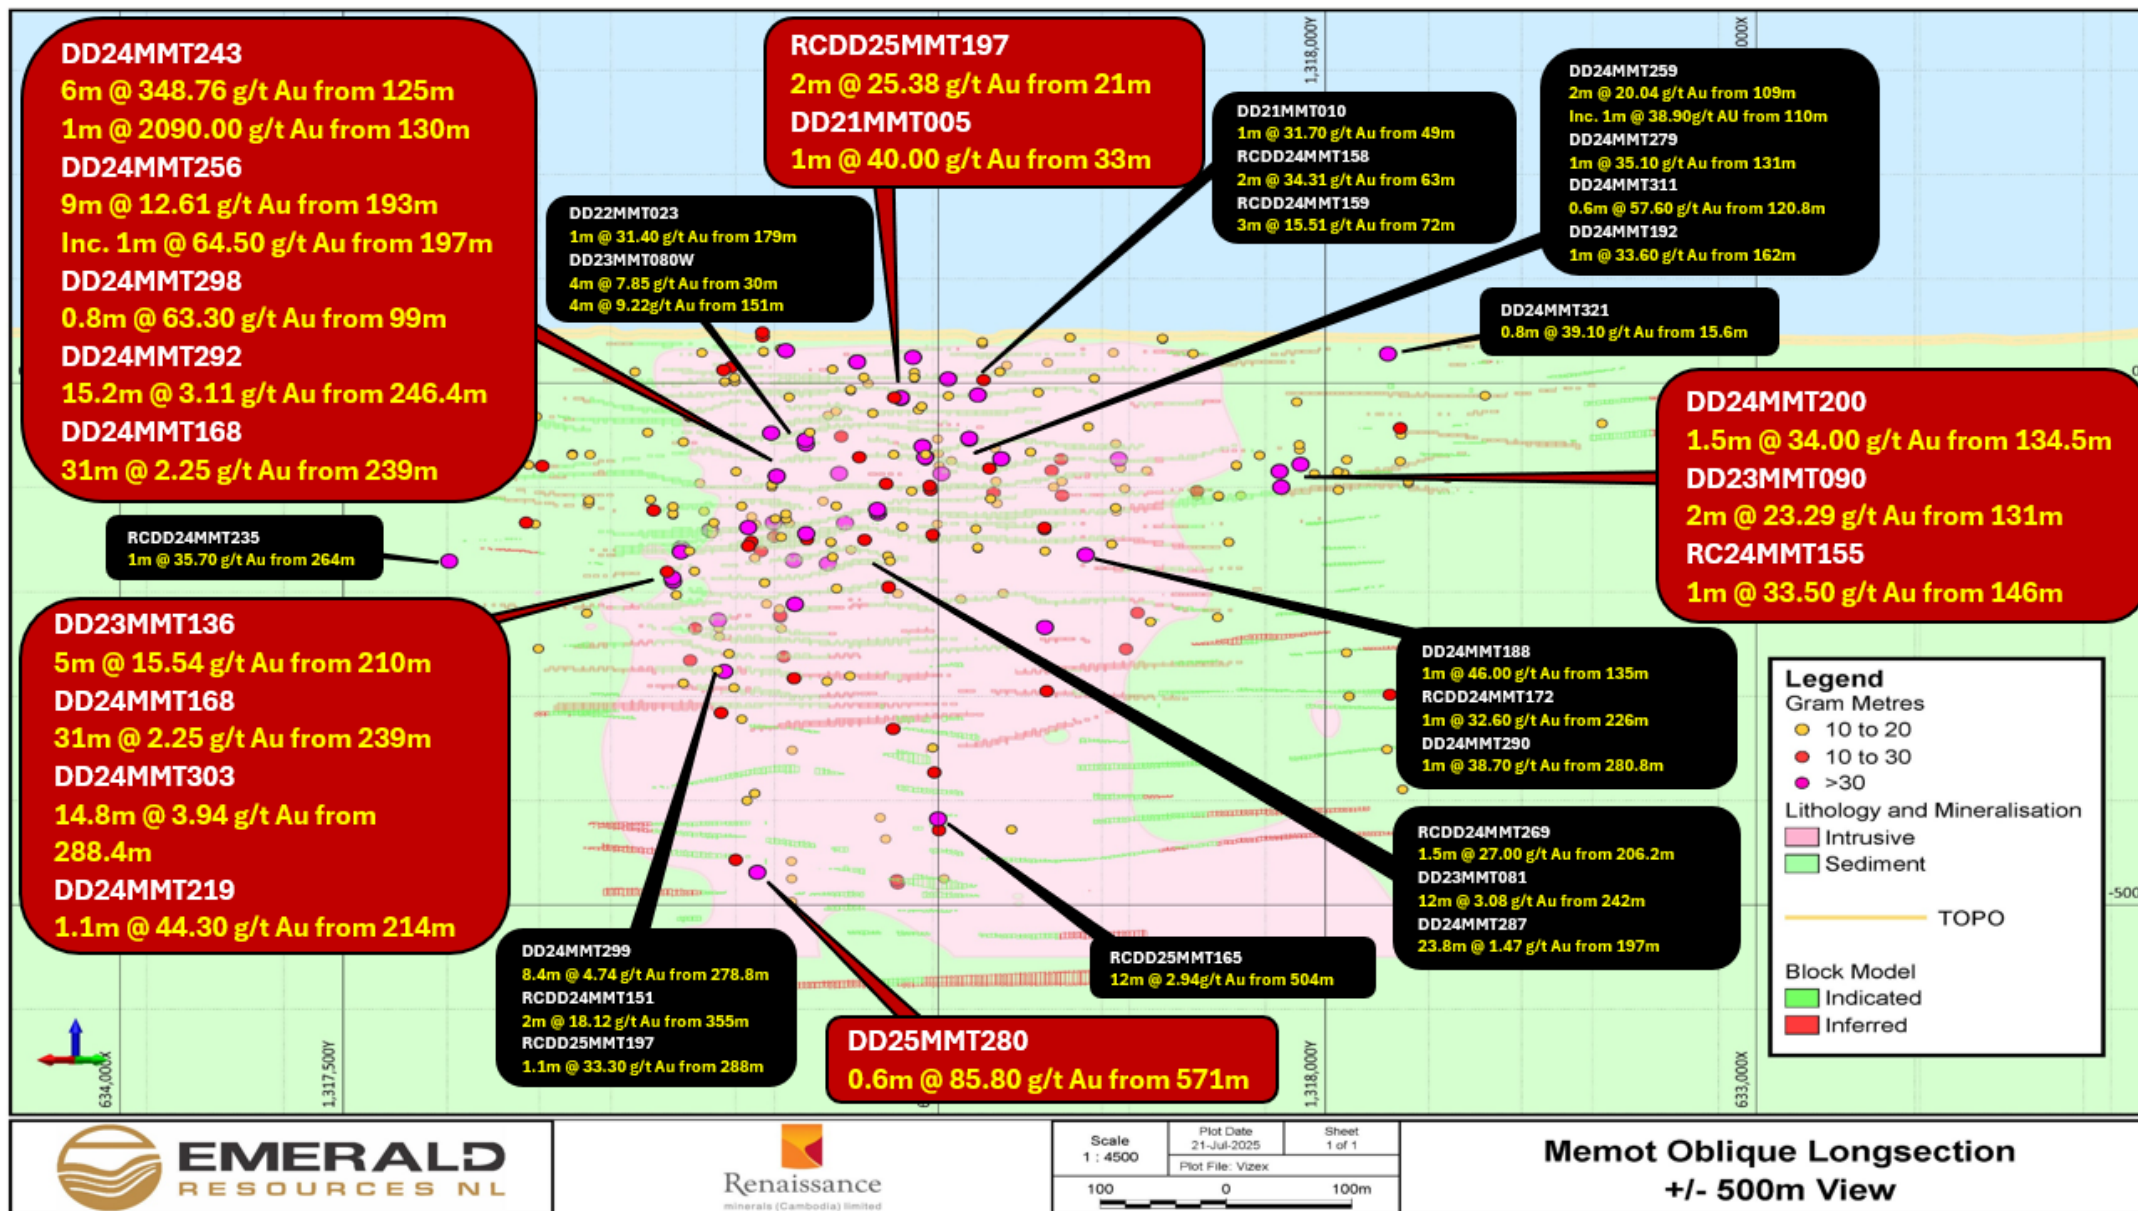 DD24MMT243
6m @ 348.76 g/t Au from 125m
1m @ 2090.00 g/t Au from 130m
DD24MMT256
9m @ 12.61 g/t Au from 193m
Inc. 1m @ 64.50 g/t Au from 197m
DD24MMT298
0.8m @ 63.30 g/t Au from 99m
DD24MMT292
15.2m @ 3.11 g/t Au from 246.4m
DD24MMT168
31m @ 2.25 g/t Au from 239m
RCDD25MMT197
2m @ 25.38 g/t Au from 21m
DD21MMT005
1m @ 40.00 g/t Au from 33m
DD22MMT023
1m @ 31.40 g/t Au from 179m
DD23MMT080W
4m @ 7.85 g/t Au from 30m
4m @ 9.22g/t Au from 151m
DD21MMT010
1m @ 31.70 g/t Au from 49m
RCDD24MMT158
2m @ 34.31 g/t Au from 63m
RCDD24MMT159
3m @ 15.51 g/t Au from 72m
1,318,000Y
000X
DD24MMT259
2m @ 20.04 g/t Au from 109m
Inc. 1m @ 38.90g/t AU from 110m
DD24MMT279
1m @ 35.10 g/t Au from 131m
DD24MMT311
0.6m @ 57.60 g/t Au from 120.8m
DD24MMT192
1m @ 33.60 g/t Au from 162m
DD24MMT321
0.8m @ 39.10 g/t Au from 15.6m
0
DD24MMT200
1.5m @ 34.00 g/t Au from 134.5m
DD23MMT090
2m @ 23.29 g/t Au from 131m
RC24MMT155
1m @ 33.50 g/t Au from 146m
RCDD24MMT235
1m @ 35.70 g/t Au from 264m
DD23MMT136
5m @ 15.54 g/t Au from 210m
DD24MMT168
31m @ 2.25 g/t Au from 239m
DD24MMT303
14.8m @ 3.94 g/t Au from
288.4m
DD24MMT219
1.1m @ 44.30 g/t Au from 214m
DD24MMT188
1m @ 46.00 g/t Au from 135m
RCDD24MMT172
1m @ 32.60 g/t Au from 226m
DD24MMT290
1m @ 38.70 g/t Au from 280.8m
RCDD24MMT269
1.5m @ 27.00 g/t Au from 206.2m
DD23MMT081
12m @ 3.08 g/t Au from 242m
DD24MMT287
23.8m @ 1.47 g/t Au from 197m
Legend
Gram Metres
10 to 20
10 to 30
>30
Lithology and Mineralisation
Intrusive
Sediment
TOPO
Block Model
Indicated
Inferred
-500
DD24MMT299
8.4m @ 4.74 g/t Au from 278.8m
RCDD24MMT151
2m @ 18.12 g/t Au from 355m
RCDD25MMT197
1.1m @ 33.30 g/t Au from 288m
RCDD25MMT165
12m @ 2.94g/t Au from 504m
DD25MMT280
0.6m @ 85.80 g/t Au from 571m
634,000X
1,317,500Y
1,318,000Y
633,000X
EMERALD
RESOURCES NL
Renaissance
minerals (Cambodia) limited
Scale
1 : 4500
Plot Date
21-Jul-2025
Sheet
1 of 1
Plot File: Vizex
100 0 100m
Memot Oblique Longsection
+/- 500m View